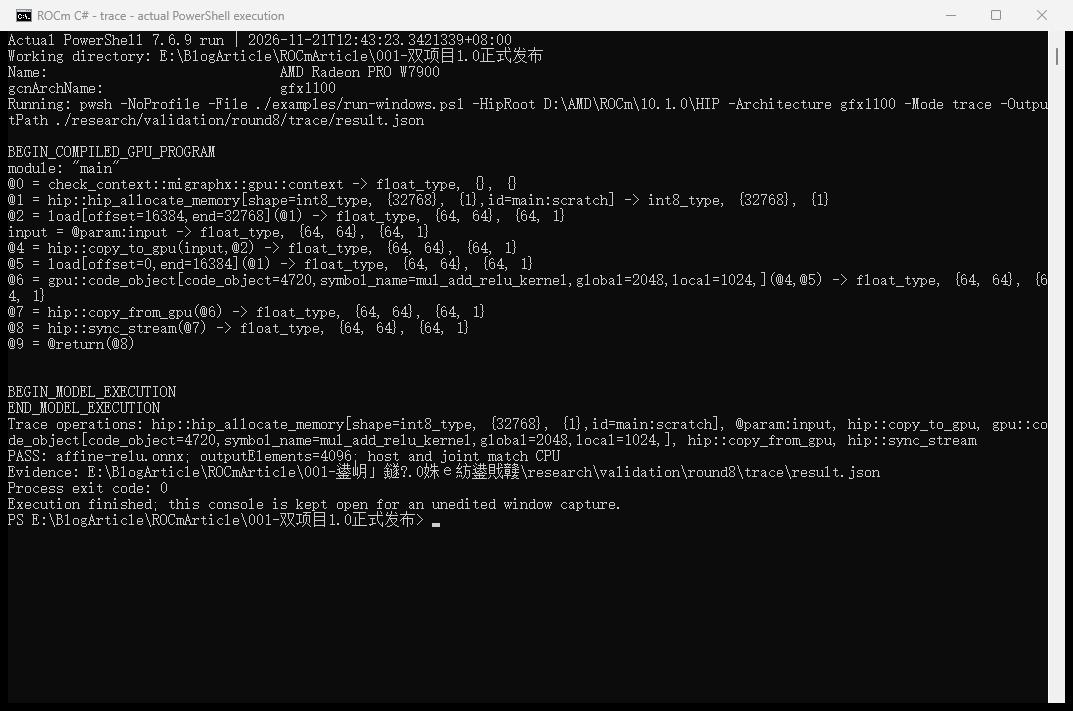 ROCm C# - trace - actual PowerShell execution
Actual PowerShell 7.6.9 run | 2026-11-21T12:43:23.3421339+08:00
Working directory: E:\BlogArticle\ROCmArticle\001-双项目1.0正式发布
Name: AMD Radeon PRO W7900
gcnArchName: gfx1100
Running: pwsh -NoProfile -File ./examples/run-windows.ps1 -HipRoot D:\AMD\ROCm\10.1.0\HIP -Architecture gfx1100 -Mode trace -Outpu
tPath ./research/validation/round8/trace/result.json
BEGIN_COMPILED_GPU_PROGRAM
module: "main"
@0 = check_context::migraphx::gpu::context -> float_type, {}, {}
@1 = hip::hip_allocate_memory[shape=int8_type, {32768}, {1},id=main:scratch] -> int8_type, {32768}, {1}
@2 = load[offset=16384,end=32768](@1) -> float_type, {64, 64}, {64, 1}
input = @param:input -> float_type, {64, 64}, {64, 1}
@4 = hip::copy_to_gpu(input,@2) -> float_type, {64, 64}, {64, 1}
@5 = load[offset=0,end=16384](@1) -> float_type, {64, 64}, {64, 1}
@6 = gpu::code_object[code_object=4720,symbol_name=mul_add_relu_kernel,global=2048,local=1024,](@4,@5) -> float_type, {64, 64}, {6
4, 1}
@7 = hip::copy_from_gpu(@6) -> float_type, {64, 64}, {64, 1}
@8 = hip::sync_stream(@7) -> float_type, {64, 64}, {64, 1}
@9 = @return(@8)
BEGIN_MODEL_EXECUTION
END_MODEL_EXECUTION
Trace operations: hip::hip_allocate_memory[shape=int8_type, {32768}, {1},id=main:scratch], @param:input, hip::copy_to_gpu, gpu::co
de_object[code_object=4720,symbol_name=mul_add_relu_kernel,global=2048,local=1024,], hip::copy_from_gpu, hip::sync_stream
PASS: affine-relu.onnx; outputElements=4096; host and joint match CPU
Evidence: E:\BlogArticle\ROCmArticle\001-鍙岄」鐩?.0姝ｅ紡鍙戝竷\research\validation\round8\trace\result.json
Process exit code: 0
Execution finished; this console is kept open for an unedited window capture.
PS E:\BlogArticle\ROCmArticle\001-双项目1.0正式发布>